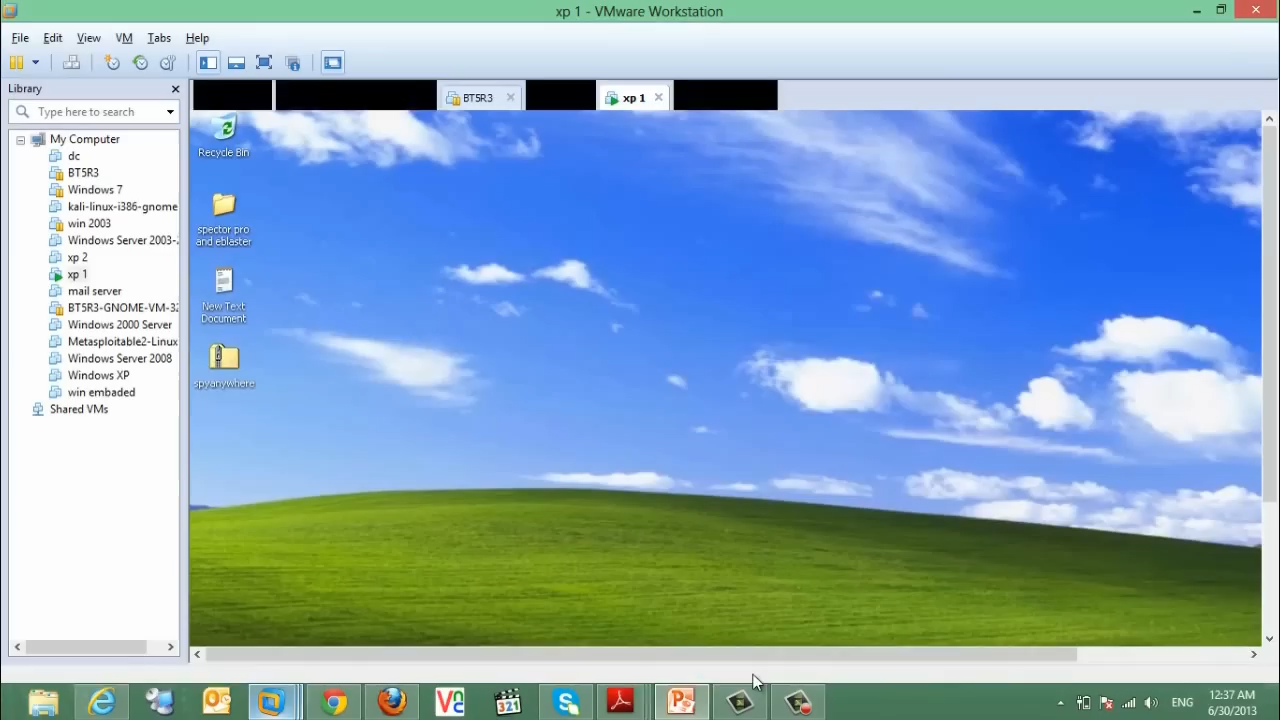 xp 1 - VMware Workstation
File Edit View VM Tabs Help
Library
Type here to search
BT5R3
xp 1
My Computer
dc
BT5R3
Windows 7
kali-linux-i386-gnome
win 2003
Windows Server 2003-
xp 2
xp 1
mail server
BT5R3-GNOME-VM-32
Windows 2000 Server
Metasploitable2-Linux
Windows Server 2008
Windows XP
win embaded
Shared VMs
Recycle Bin
spector pro
and eblaster
New Text
Document
spyanywhere
321
ENG
12:37 AM
6/30/2013